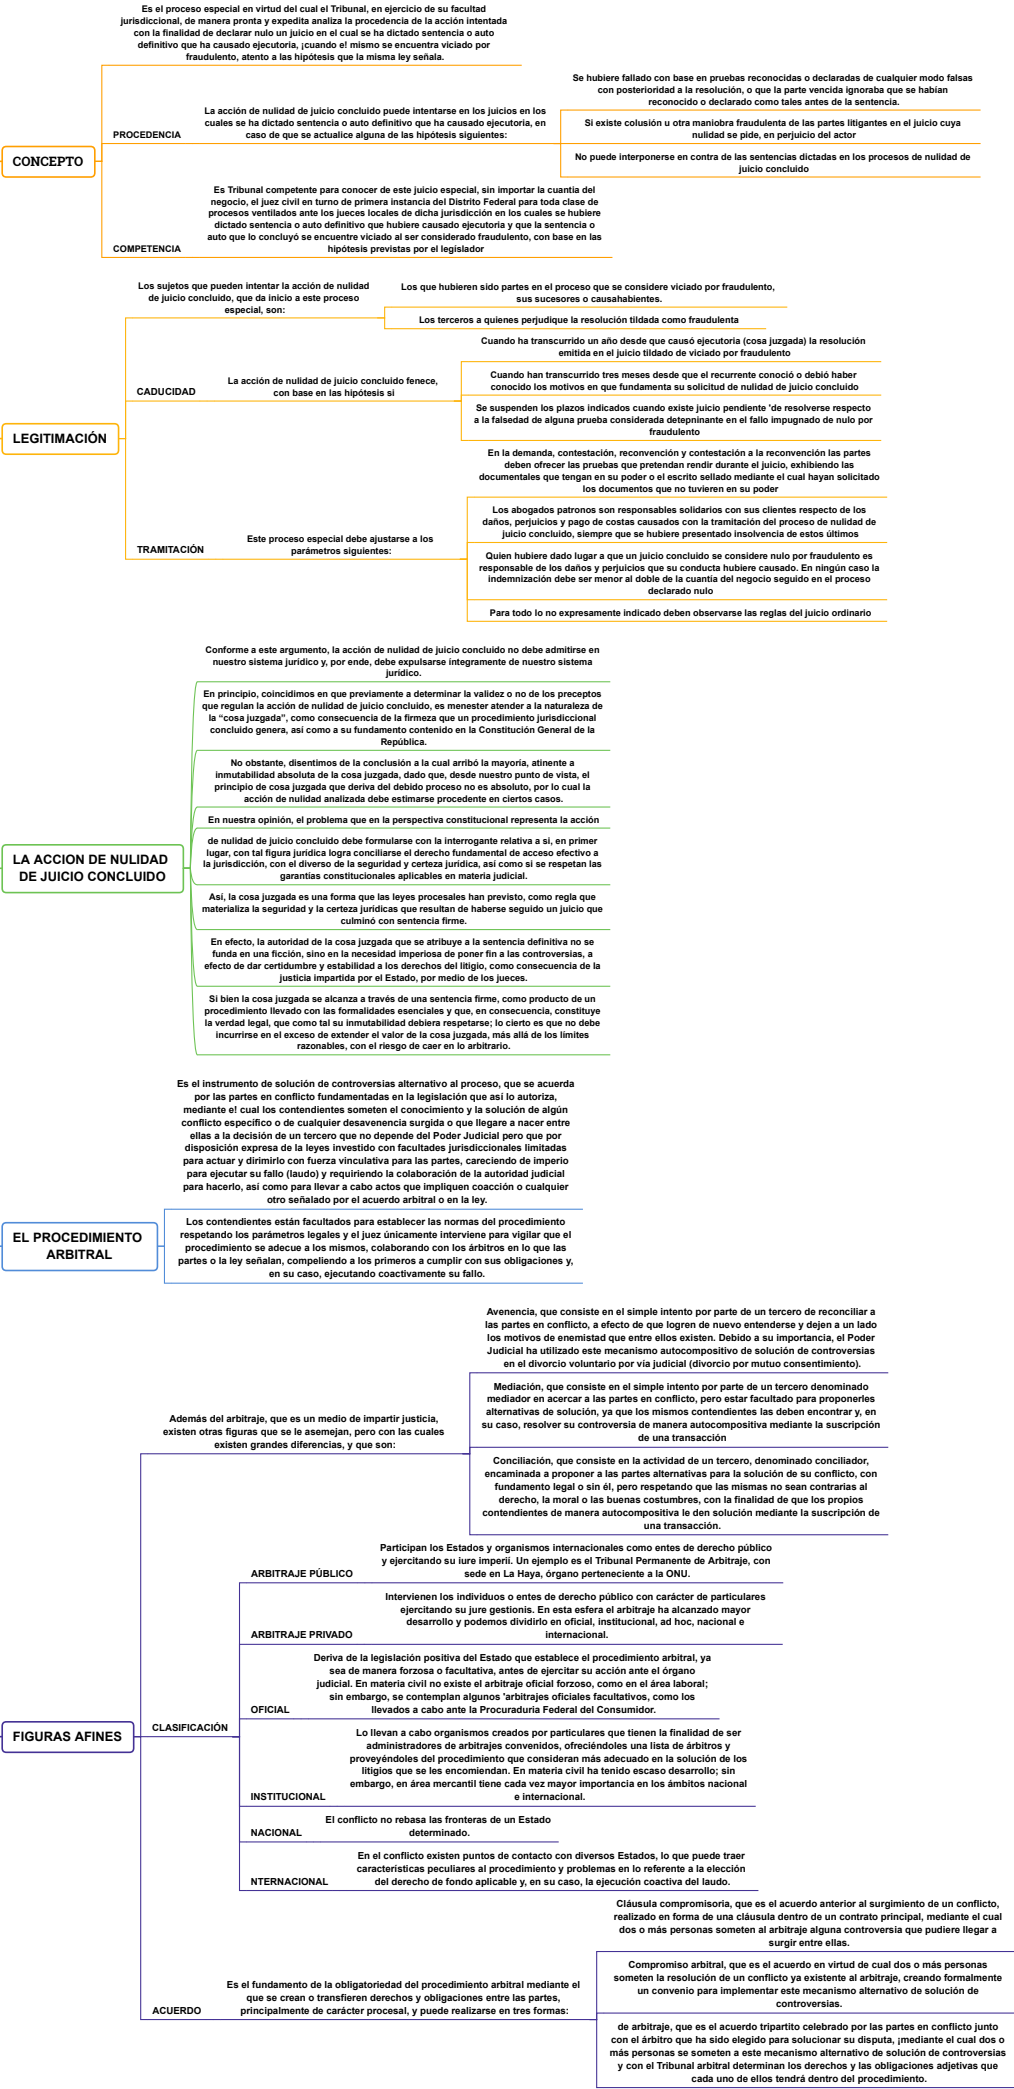 Es el proceso especial en virtud del cual el Tribunal, en ejercicio de su facultad
jurisdiccional, de manera pronta y expedita analiza la procedencia de la acción intentada
con la finalidad de declarar nulo un juicio en el cual se ha dictado sentencia o auto
definitivo que ha causado ejecutoria, ¡cuando e! mismo se encuentra viciado por
fraudulento, atento a las hipótesis que la misma ley señala.
CONCEPTO
PROCEDENCIA
La acción de nulidad de juicio concluido puede intentarse en los juicios en los
cuales se ha dictado sentencia o auto definitivo que ha causado ejecutoria, en
caso de que se actualice alguna de las hipótesis siguientes:
Se hubiere fallado con base en pruebas reconocidas o declaradas de cualquier modo falsas
con posterioridad a la resolución, o que la parte vencida ignoraba que se habían
reconocido o declarado como tales antes de la sentencia.
Si existe colusión u otra maniobra fraudulenta de las partes litigantes en el juicio cuya
nulidad se pide, en perjuicio del actor
No puede interponerse en contra de las sentencias dictadas en los procesos de nulidad de
juicio concluido
COMPETENCIA
Es Tribunal competente para conocer de este juicio especial, sin importar la cuantía del
negocio, el juez civil en turno de primera instancia del Distrito Federal para toda clase de
procesos ventilados ante los jueces locales de dicha jurisdicción en los cuales se hubiere
dictado sentencia o auto definitivo que hubiere causado ejecutoria y que la sentencia o
auto que lo concluyó se encuentre viciado al ser considerado fraudulento, con base en las
hipótesis previstas por el legislador
LEGITIMACIÓN
Los sujetos que pueden intentar la acción de nulidad
de juicio concluido, que da inicio a este proceso
especial, son:
Los que hubieren sido partes en el proceso que se considere viciado por fraudulento,
sus sucesores o causahabientes.
Los terceros a quienes perjudique la resolución tildada como fraudulenta
CADUCIDAD
La acción de nulidad de juicio concluido fenece,
con base en las hipótesis si
Cuando ha transcurrido un año desde que causó ejecutoria (cosa juzgada) la resolución
emitida en el juicio tildado de viciado por fraudulento
Cuando han transcurrido tres meses desde que el recurrente conoció o debió haber
conocido los motivos en que fundamenta su solicitud de nulidad de juicio concluido
Se suspenden los plazos indicados cuando existe juicio pendiente 'de resolverse respecto
a la falsedad de alguna prueba considerada detepninante en el fallo impugnado de nulo por
fraudulento
TRAMITACIÓN
Este proceso especial debe ajustarse a los
parámetros siguientes:
En la demanda, contestación, reconvención y contestación a la reconvención las partes
deben ofrecer las pruebas que pretendan rendir durante el juicio, exhibiendo las
documentales que tengan en su poder o el escrito sellado mediante el cual hayan solicitado
los documentos que no tuvieren en su poder
Los abogados patronos son responsables solidarios con sus clientes respecto de los
daños, perjuicios y pago de costas causados con la tramitación del proceso de nulidad de
juicio concluido, siempre que se hubiere presentado insolvencia de estos últimos
Quien hubiere dado lugar a que un juicio concluido se considere nulo por fraudulento es
responsable de los daños y perjuicios que su conducta hubiere causado. En ningún caso la
indemnización debe ser menor al doble de la cuantía del negocio seguido en el proceso
declarado nulo
Para todo lo no expresamente indicado deben observarse las reglas del juicio ordinario
LA ACCION DE NULIDAD
DE JUICIO CONCLUIDO
Conforme a este argumento, la acción de nulidad de juicio concluido no debe admitirse en
nuestro sistema jurídico y, por ende, debe expulsarse íntegramente de nuestro sistema
jurídico.
En principio, coincidimos en que previamente a determinar la validez o no de los preceptos
que regulan la acción de nulidad de juicio concluido, es menester atender a la naturaleza de
la “cosa juzgada”, como consecuencia de la firmeza que un procedimiento jurisdiccional
concluido genera, así como a su fundamento contenido en la Constitución General de la
República.
No obstante, disentimos de la conclusión a la cual arribó la mayoría, atinente a
inmutabilidad absoluta de la cosa juzgada, dado que, desde nuestro punto de vista, el
principio de cosa juzgada que deriva del debido proceso no es absoluto, por lo cual la
acción de nulidad analizada debe estimarse procedente en ciertos casos.
En nuestra opinión, el problema que en la perspectiva constitucional representa la acción
de nulidad de juicio concluido debe formularse con la interrogante relativa a si, en primer
lugar, con tal figura jurídica logra conciliarse el derecho fundamental de acceso efectivo a
la jurisdicción, con el diverso de la seguridad y certeza jurídica, así como si se respetan las
garantías constitucionales aplicables en materia judicial.
Así, la cosa juzgada es una forma que las leyes procesales han previsto, como regla que
materializa la seguridad y la certeza jurídicas que resultan de haberse seguido un juicio que
culminó con sentencia firme.
En efecto, la autoridad de la cosa juzgada que se atribuye a la sentencia definitiva no se
funda en una ficción, sino en la necesidad imperiosa de poner fin a las controversias, a
efecto de dar certidumbre y estabilidad a los derechos del litigio, como consecuencia de la
justicia impartida por el Estado, por medio de los jueces.
Si bien la cosa juzgada se alcanza a través de una sentencia firme, como producto de un
procedimiento llevado con las formalidades esenciales y que, en consecuencia, constituye
la verdad legal, que como tal su inmutabilidad debiera respetarse; lo cierto es que no debe
incurrirse en el exceso de extender el valor de la cosa juzgada, más allá de los límites
razonables, con el riesgo de caer en lo arbitrario.
EL PROCEDIMIENTO
ARBITRAL
Es el instrumento de solución de controversias alternativo al proceso, que se acuerda
por las partes en conflicto fundamentadas en la legislación que así lo autoriza,
mediante e! cual los contendientes someten el conocimiento y la solución de algún
conflicto específico o de cualquier desavenencia surgida o que llegare a nacer entre
ellas a la decisión de un tercero que no depende del Poder Judicial pero que por
disposición expresa de la leyes investido con facultades jurisdiccionales limitadas
para actuar y dirimirlo con fuerza vinculativa para las partes, careciendo de imperio
para ejecutar su fallo (laudo) y requiriendo la colaboración de la autoridad judicial
para hacerlo, así como para llevar a cabo actos que impliquen coacción o cualquier
otro señalado por el acuerdo arbitral o en la ley.
Los contendientes están facultados para establecer las normas del procedimiento
respetando los parámetros legales y el juez únicamente interviene para vigilar que el
procedimiento se adecue a los mismos, colaborando con los árbitros en lo que las
partes o la ley señalan, compeliendo a los primeros a cumplir con sus obligaciones y,
en su caso, ejecutando coactivamente su fallo.
FIGURAS AFINES
Además del arbitraje, que es un medio de impartir justicia,
existen otras figuras que se le asemejan, pero con las cuales
existen grandes diferencias, y que son:
Avenencia, que consiste en el simple intento por parte de un tercero de reconciliar a
las partes en conflicto, a efecto de que logren de nuevo entenderse y dejen a un lado
los motivos de enemistad que entre ellos existen. Debido a su importancia, el Poder
Judicial ha utilizado este mecanismo autocompositivo de solución de controversias
en el divorcio voluntario por vía judicial (divorcio por mutuo consentimiento).
Mediación, que consiste en el simple intento por parte de un tercero denominado
mediador en acercar a las partes en conflicto, pero estar facultado para proponerles
alternativas de solución, ya que los mismos contendientes las deben encontrar y, en
su caso, resolver su controversia de manera autocompositiva mediante la suscripción
de una transacción
Conciliación, que consiste en la actividad de un tercero, denominado conciliador,
encaminada a proponer a las partes alternativas para la solución de su conflicto, con
fundamento legal o sin él, pero respetando que las mismas no sean contrarias al
derecho, la moral o las buenas costumbres, con la finalidad de que los propios
contendientes de manera autocompositiva le den solución mediante la suscripción de
una transacción.
CLASIFICACIÓN
ARBITRAJE PÚBLICO
Participan los Estados y organismos internacionales como entes de derecho público
y ejercitando su iure imperii. Un ejemplo es el Tribunal Permanente de Arbitraje, con
sede en La Haya, órgano perteneciente a la ONU.
ARBITRAJE PRIVADO
Intervienen los individuos o entes de derecho público con carácter de particulares
ejercitando su jure gestionis. En esta esfera el arbitraje ha alcanzado mayor
desarrollo y podemos dividirlo en oficial, institucional, ad hoc, nacional e
internacional.
OFICIAL
Deriva de la legislación positiva del Estado que establece el procedimiento arbitral, ya
sea de manera forzosa o facultativa, antes de ejercitar su acción ante el órgano
judicial. En materia civil no existe el arbitraje oficial forzoso, como en el área laboral;
sin embargo, se contemplan algunos 'arbitrajes oficiales facultativos, como los
llevados a cabo ante la Procuraduria Federal del Consumidor.
INSTITUCIONAL
Lo llevan a cabo organismos creados por particulares que tienen la finalidad de ser
administradores de arbitrajes convenidos, ofreciéndoles una lista de árbitros y
proveyéndoles del procedimiento que consideran más adecuado en la solución de los
litigios que se les encomiendan. En materia civil ha tenido escaso desarrollo; sin
embargo, en área mercantil tiene cada vez mayor importancia en los ámbitos nacional
e internacional.
NACIONAL
El conflicto no rebasa las fronteras de un Estado
determinado.
NTERNACIONAL
En el conflicto existen puntos de contacto con diversos Estados, lo que puede traer
características peculiares al procedimiento y problemas en lo referente a la elección
del derecho de fondo aplicable y, en su caso, la ejecución coactiva del laudo.
ACUERDO
Es el fundamento de la obligatoriedad del procedimiento arbitral mediante el
que se crean o transfieren derechos y obligaciones entre las partes,
principalmente de carácter procesal, y puede realizarse en tres formas:
Cláusula compromisoria, que es el acuerdo anterior al surgimiento de un conflicto,
realizado en forma de una cláusula dentro de un contrato principal, mediante el cual
dos o más personas someten al arbitraje alguna controversia que pudiere llegar a
surgir entre ellas.
Compromiso arbitral, que es el acuerdo en virtud de cual dos o más personas
someten la resolución de un conflicto ya existente al arbitraje, creando formalmente
un convenio para implementar este mecanismo alternativo de solución de
controversias.
de arbitraje, que es el acuerdo tripartito celebrado por las partes en conflicto junto
con el árbitro que ha sido elegido para solucionar su disputa, ¡mediante el cual dos o
más personas se someten a este mecanismo alternativo de solución de controversias
y con el Tribunal arbitral determinan los derechos y las obligaciones adjetivas que
cada uno de ellos tendrá dentro del procedimiento.